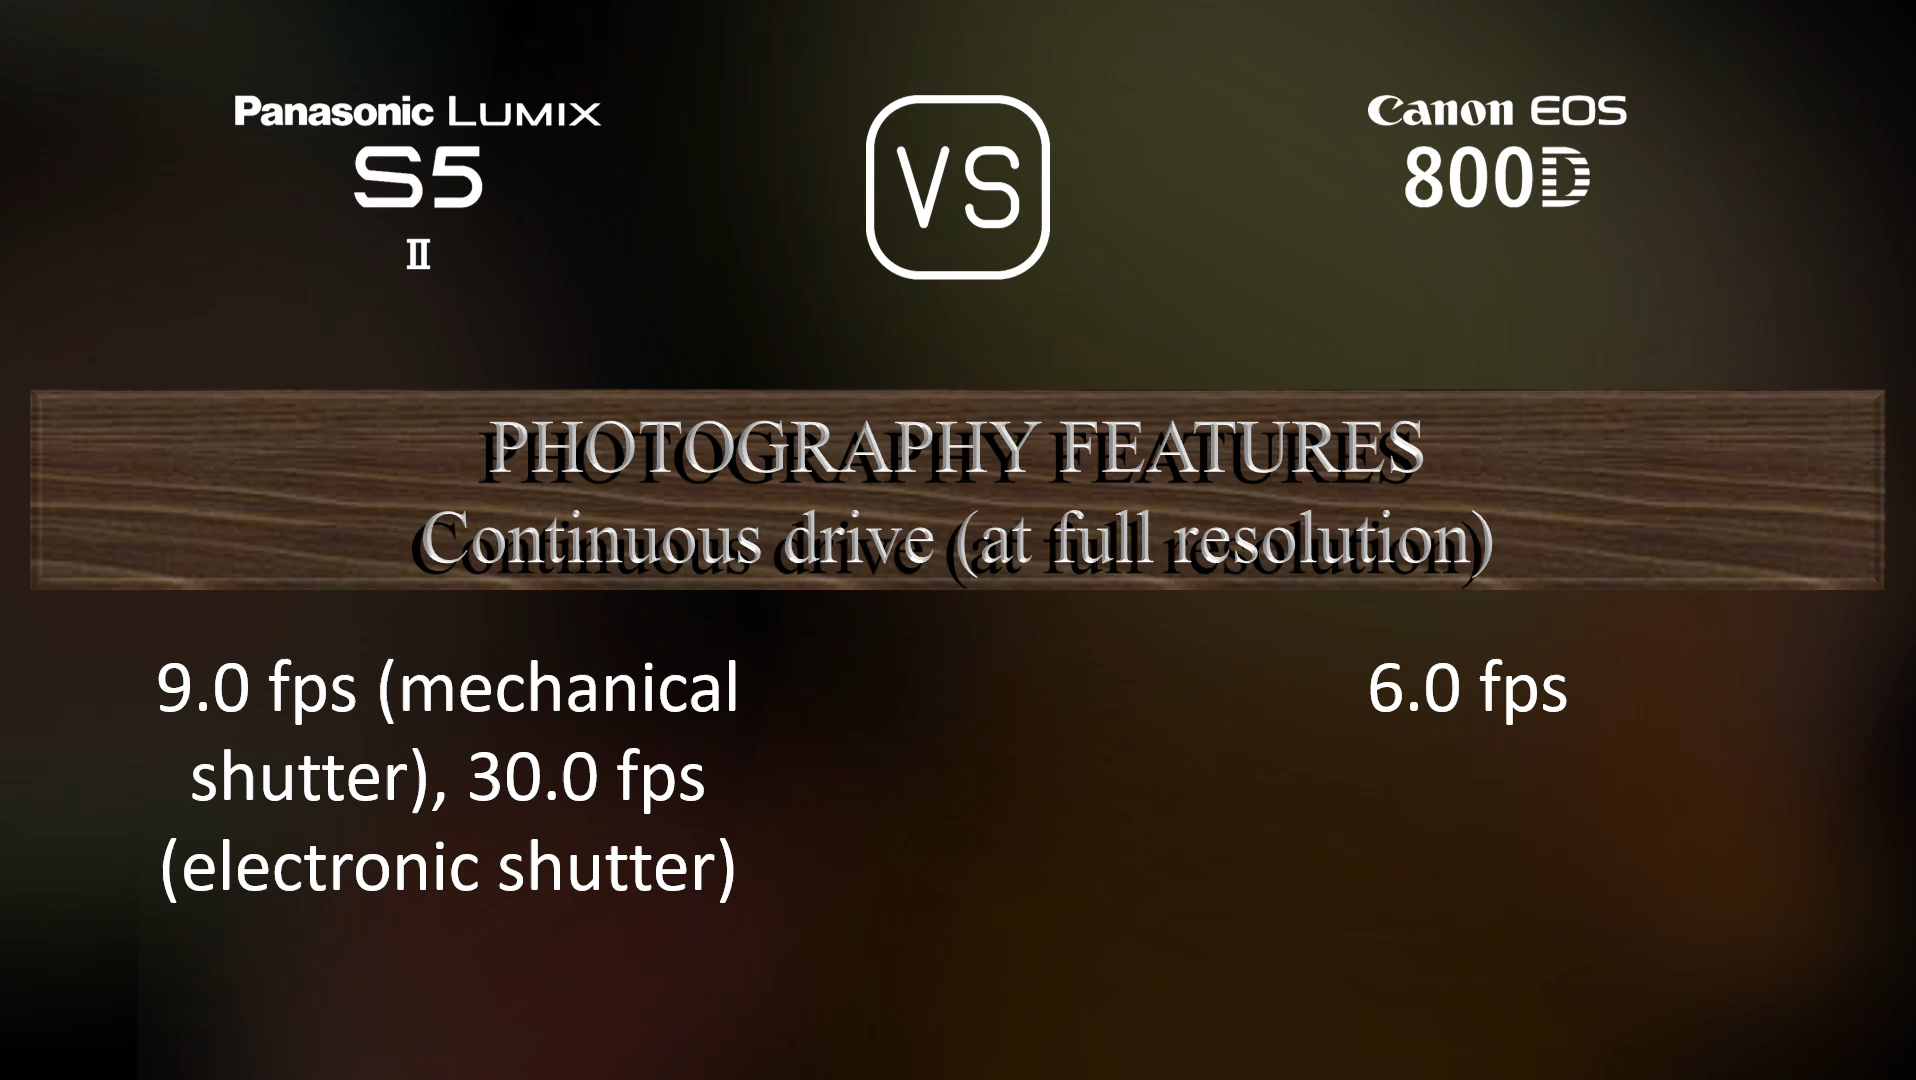 Panasonic LUMIX
S5
II
VS
Canon EOS
800D
PHOTOGRAPHY FEATURES
Continuous drive (at full resolution)
9.0 fps (mechanical
shutter), 30.0 fps
(electronic shutter)
6.0 fps